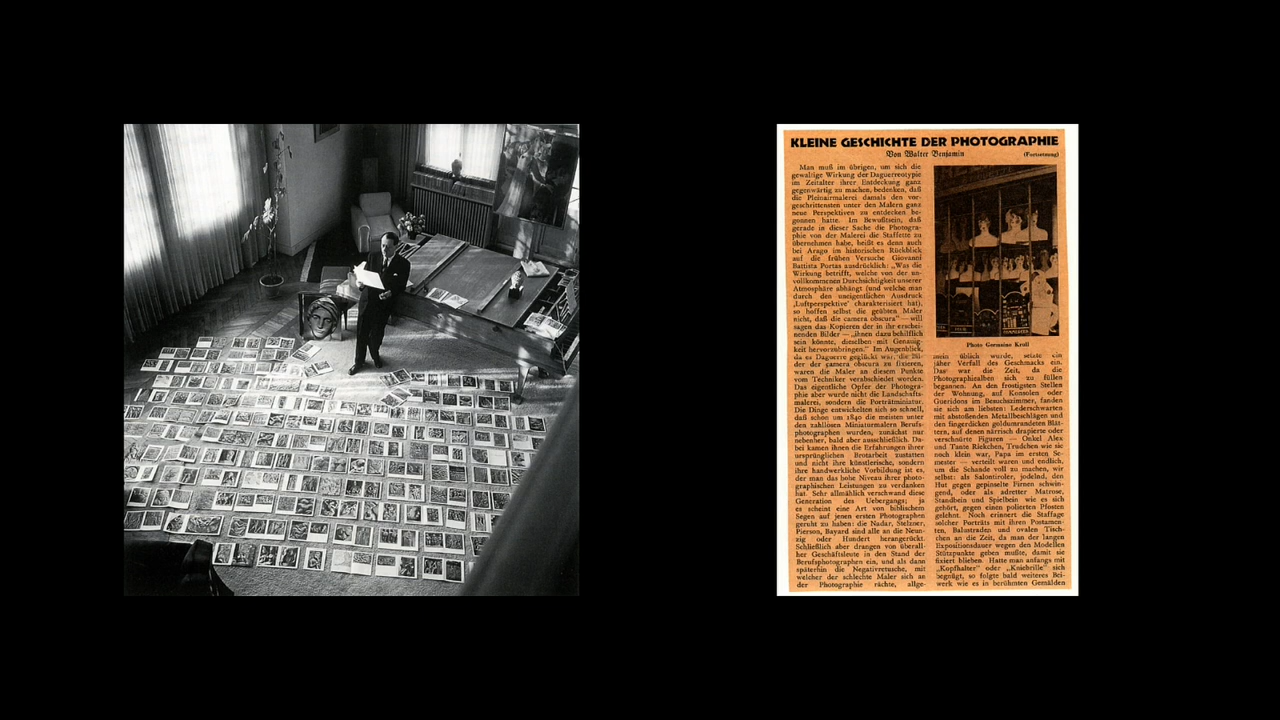 KLEINE GESCHICHTE DER PHOTOGRAPHIE
Von Walter Benjamin
(Fortsetzung)
Man muß im übrigen, um sich die
gewaltige Wirkung der Daguerreotypie
im Zeitalter ihrer Entdeckung ganz
gegenwärtig zu machen, bedenken, daß
die Pleinairmalerei damals den vor-
geschrittensten unter den Malern ganz
neue Perspektiven zu entdecken be-
gonnen hatte. Im Bewußtsein, daß
gerade in dieser Sache die Photogra-
phie von der Malerei die Staffette zu
übernehmen habe, heißt es denn auch
bei Arago im historischen Rückblick
auf die frühen Versuche Giovanni
Battista Portas ausdrücklich: „Was die
Wirkung betrifft, welche von der un-
vollkommenen Durchsichtigkeit unserer
Atmosphäre abhängt (und welche man
durch den uneigentlichen Ausdruck
‚Luftperspektive' charakterisiert hat),
so hoffen selbst die geübten Maler
nicht, daß die camera obscura" — will
sagen das Kopieren der in ihr erschei-
nenden Bilder — „ihnen dazu behilflich
sein könnte, dieselben mit Genauig-
keit hervorzubringen." Im Augenblick,
da es Daguerre geglückt war, die Bil-
der der camera obscura zu fixieren,
waren die Maler an diesem Punkte
vom Techniker verabschiedet worden.
Das eigentliche Opfer der Photogra-
phie aber wurde nicht die Landschafts-
malerei, sondern die Porträtminiatur.
Die Dinge entwickelten sich so schnell,
daß schon um 1840 die meisten unter
den zahllosen Miniaturmalern Berufs-
photographen wurden, zunächst nur
nebenher, bald aber ausschließlich. Da-
bei kamen ihnen die Erfahrungen ihrer
ursprünglichen Brotarbeit zustatten
und nicht ihre künstlerische, sondern
ihre handwerkliche Vorbildung ist es,
der man das hohe Niveau ihrer photo-
graphischen Leistungen zu verdanken
hat. Sehr allmählich verschwand diese
Generation des Uebergangs; ja
es scheint eine Art von biblischem
Segen auf jenen ersten Photographen
geruht zu haben: die Nadar, Stelzner,
Pierson, Bayard sind alle an die Neun-
zig oder Hundert herangerückt.
Schließlich aber drangen von überall-
her Geschäftsleute in den Stand der
Berufsphotographen ein, und als dann
späterhin die Negativretusche, mit
welcher der schlechte Maler sich an
der Photographie rächte, allge-
Photo Germaine Krull
mein üblich wurde, setzte ein
jäher Verfall des Geschmacks ein.
Das war die Zeit, da die
Photographiealben sich zu füllen
begannen. An den frostigsten Stellen
der Wohnung, auf Konsolen oder
Gueridons im Besuchszimmer, fanden
sie sich am liebsten: Lederschwarten
mit abstoßenden Metallbeschlägen und
den fingerdicken goldumrandeten Blät-
tern, auf denen närrisch drapierte oder
verschnürte Figuren — Onkel Alex
und Tante Riekchen, Trudchen wie sie
noch klein war, Papa im ersten Se-
mester — verteilt waren und endlich,
um die Schande voll zu machen, wir
selbst: als Salontiroler, jodelnd, den
Hut gegen gepinselte Firnen schwin-
gend, oder als adretter Matrose,
Standbein und Spielbein wie es sich
gehört, gegen einen polierten Pfosten
gelehnt. Noch erinnert die Staffage
solcher Porträts mit ihren Postamen-
ten, Balustraden und ovalen Tisch-
chen an die Zeit, da man der langen
Expositionsdauer wegen den Modellen
Stützpunkte geben mußte, damit sie
fixiert blieben. Hatte man anfangs mit
„Kopfhalter" oder „Kniebrille" sich
begnügt, so folgte bald weiteres Bei-
werk wie es in berühmten Gemälden